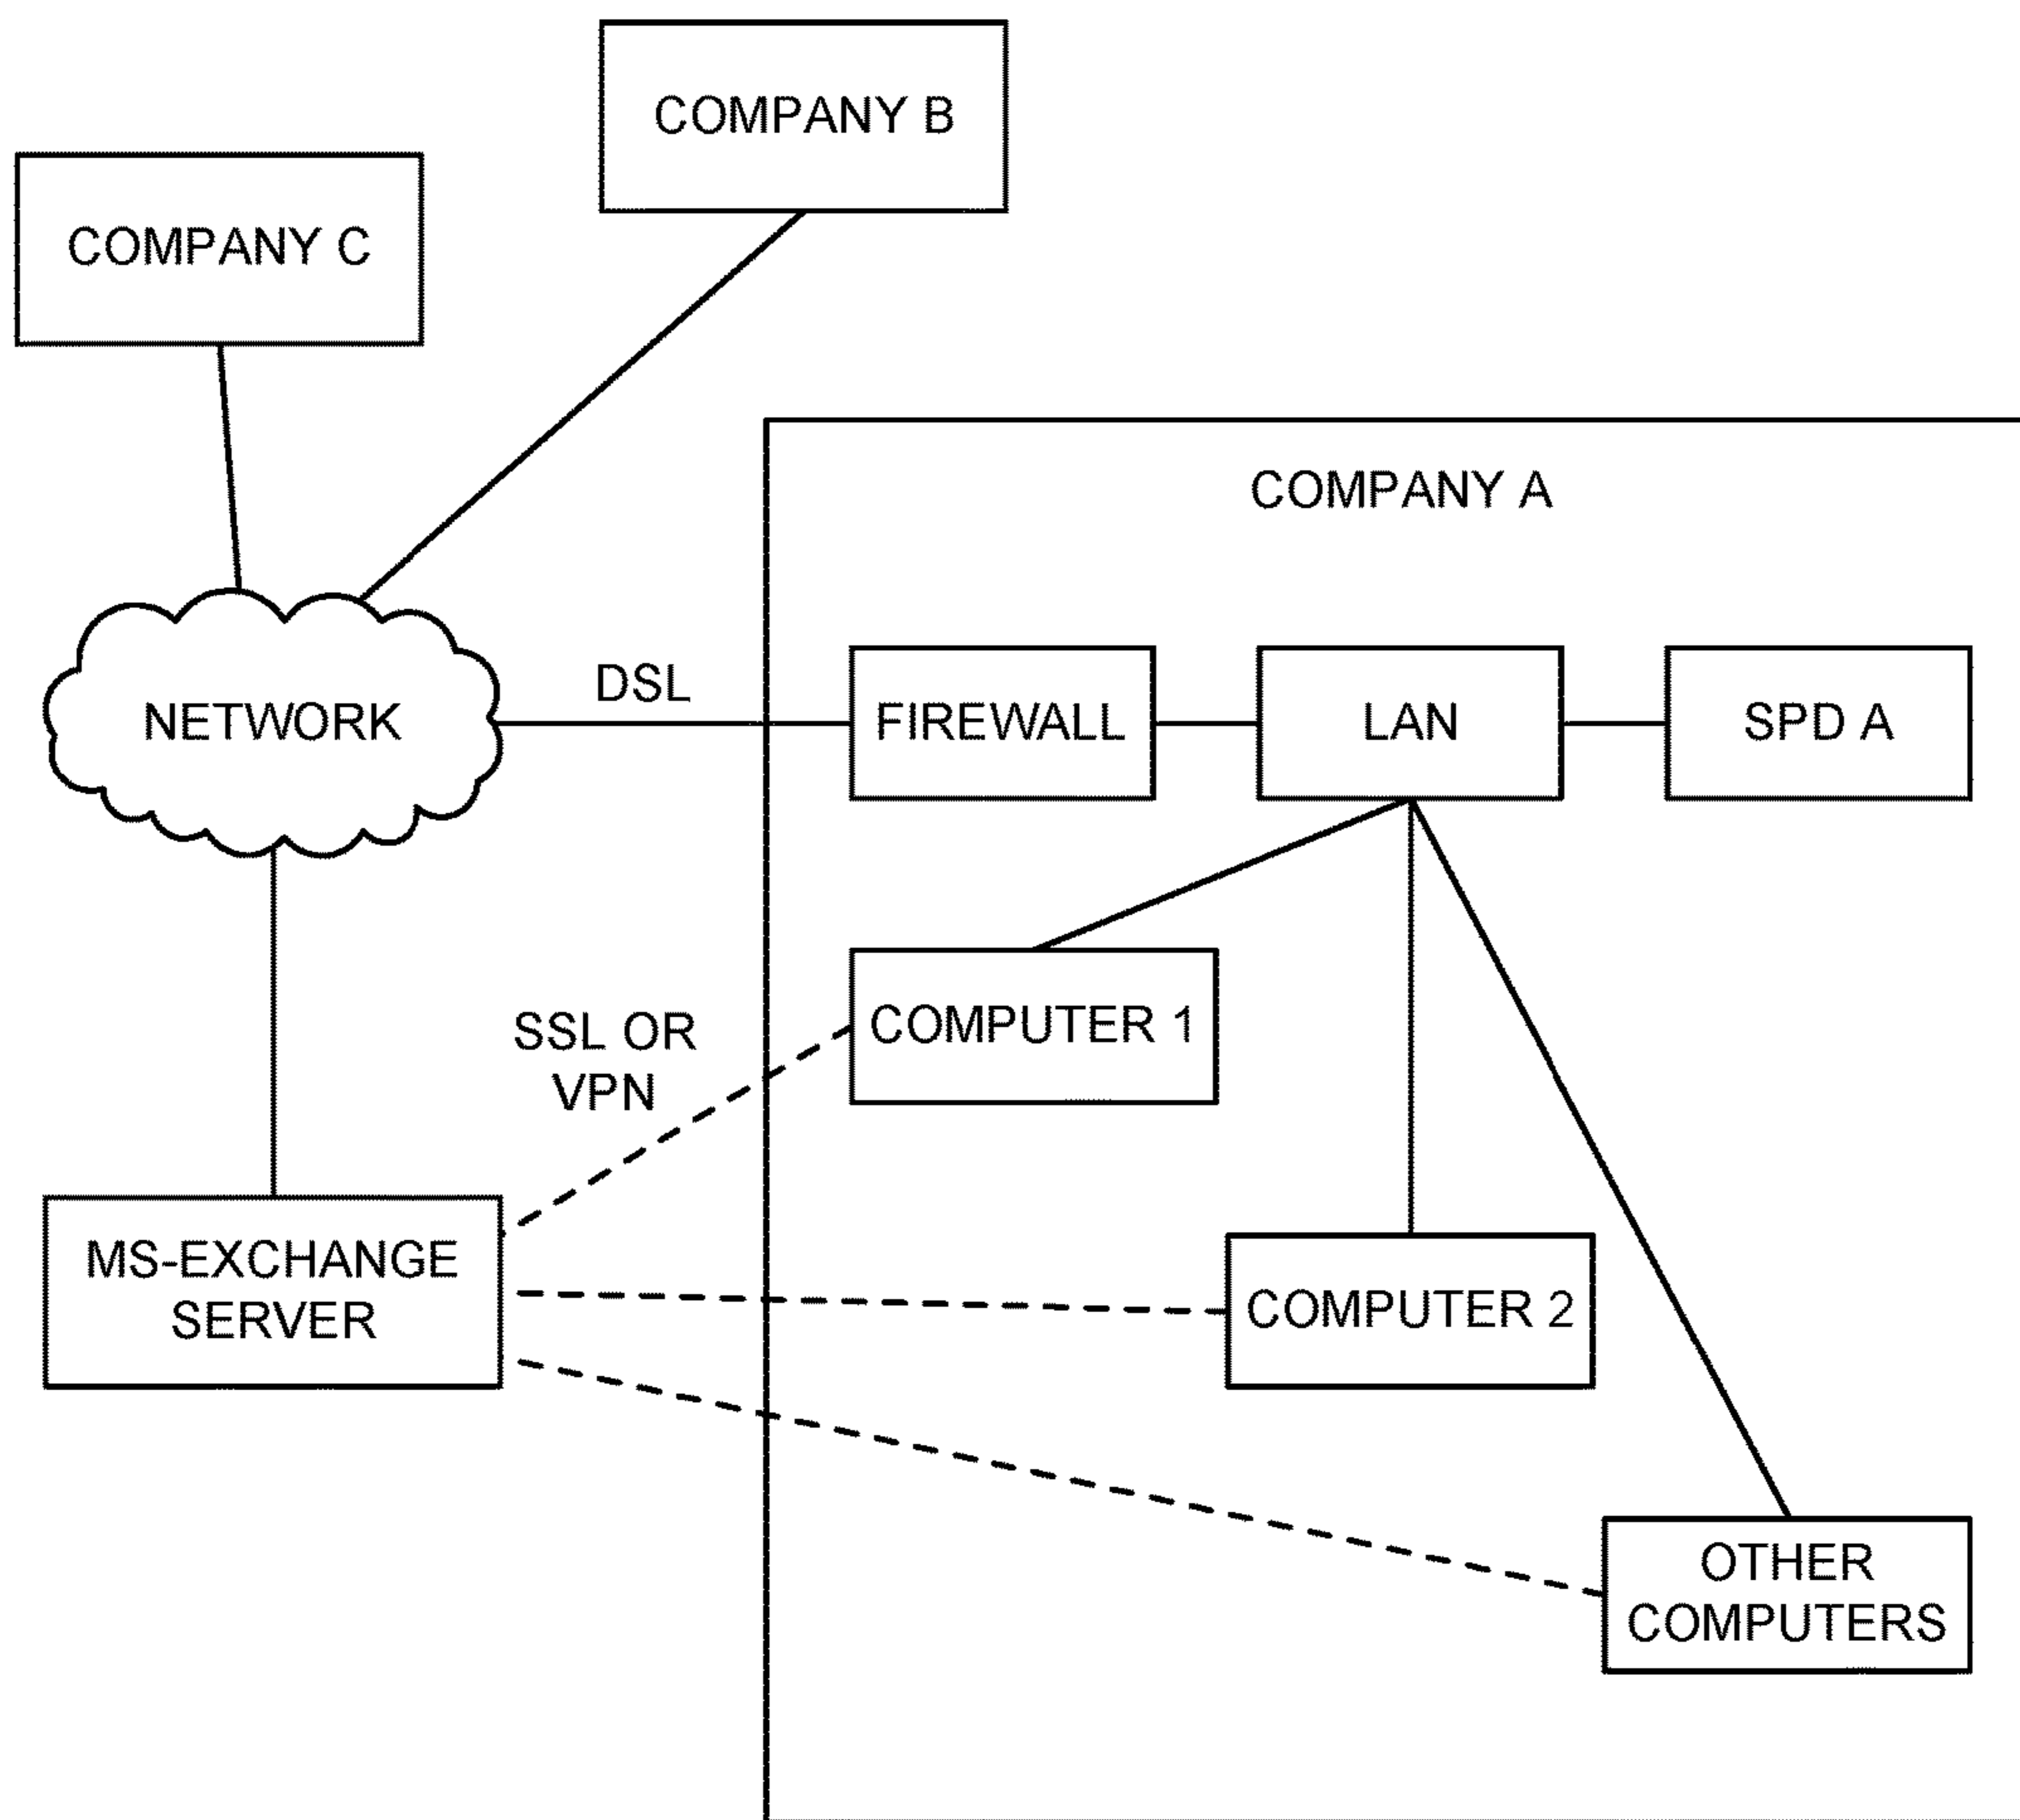 COMPANY B
COMPANY C
COMPANY A
DSL
NETWORK
FIREWALL
LAN
SPD A
SSL OR
VPN
COMPUTER 1
MS-EXCHANGE
SERVER
COMPUTER 2
OTHER
COMPUTERS